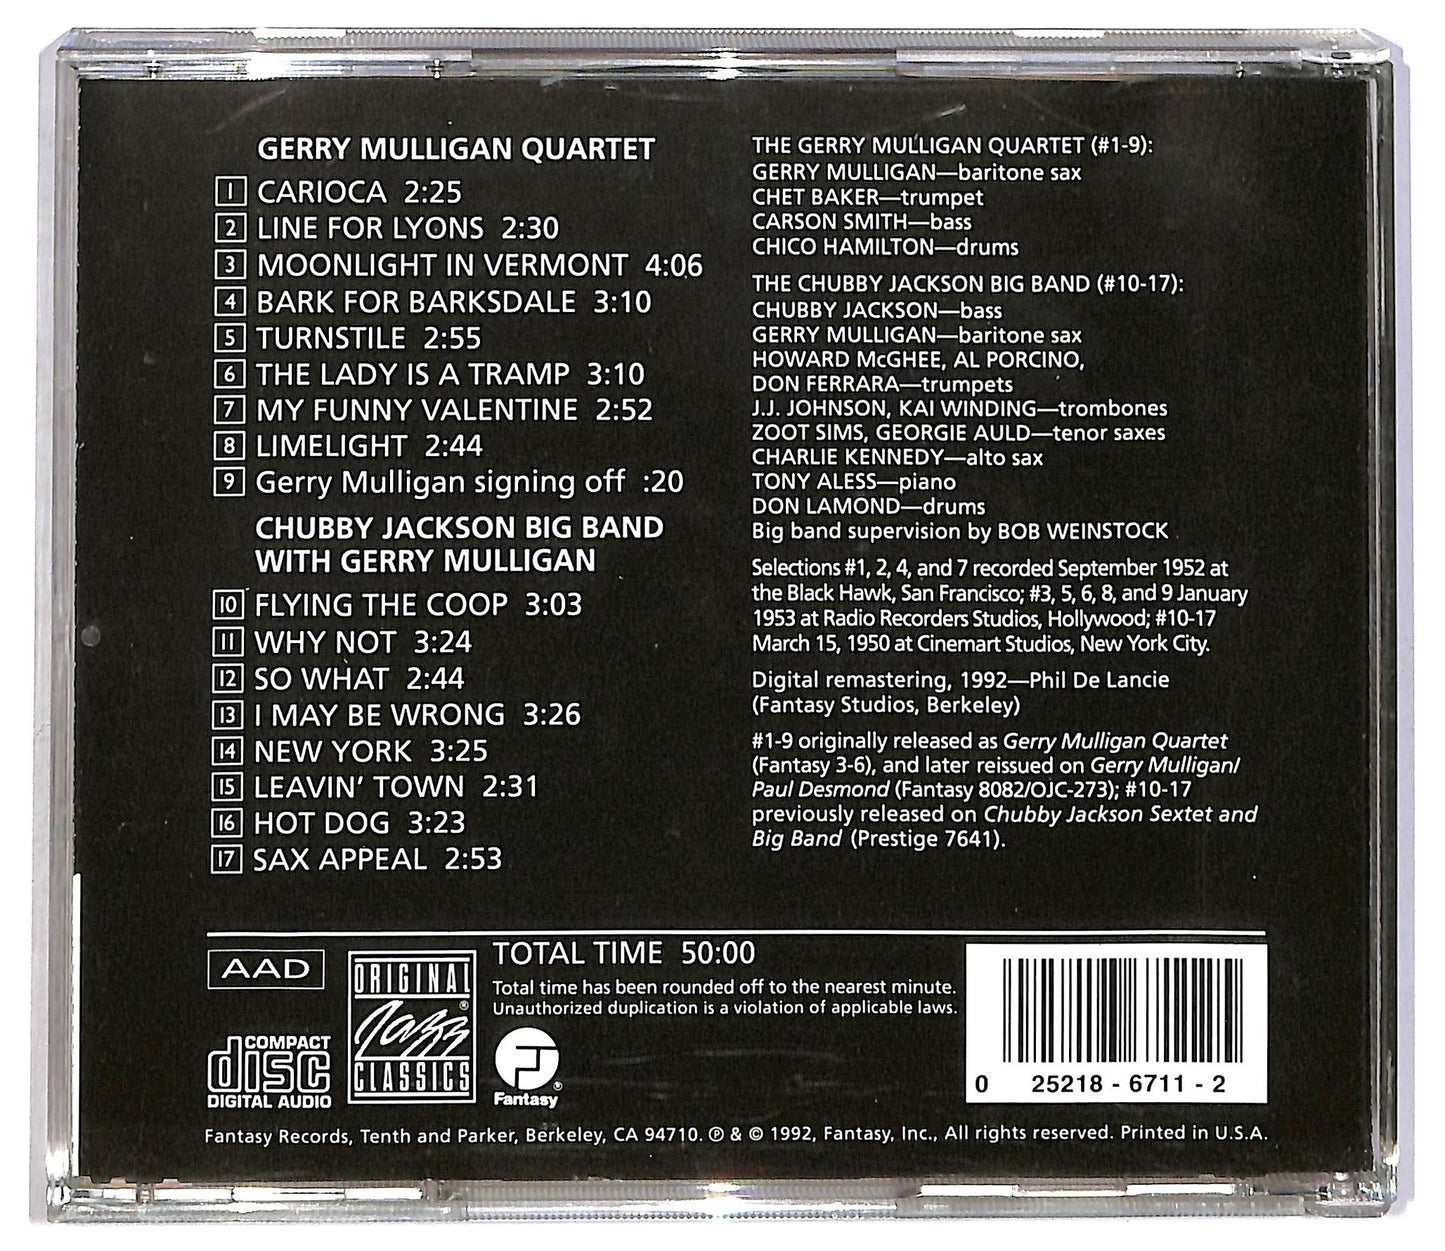 GERRY MULLIGAN QUARTET
1 CARIOCA 2:25
2 LINE FOR LYONS 2:30
3 MOONLIGHT IN VERMONT 4:06
4 BARK FOR BARKSDALE 3:10
5 TURNSTILE 2:55
6 THE LADY IS A TRAMP 3:10
7 MY FUNNY VALENTINE 2:52
8 LIMELIGHT 2:44
9 Gerry Mulligan signing off :20
CHUBBY JACKSON BIG BAND
WITH GERRY MULLIGAN
10 FLYING THE COOP 3:03
11 WHY NOT 3:24
12 SO WHAT 2:44
13 I MAY BE WRONG 3:26
14 NEW YORK 3:25
15 LEAVIN' TOWN 2:31
16 HOT DOG 3:23
17 SAX APPEAL 2:53
THE GERRY MULLIGAN QUARTET (#1-9):
GERRY MULLIGAN—baritone sax
CHET BAKER—trumpet
CARSON SMITH—bass
CHICO HAMILTON—drums
THE CHUBBY JACKSON BIG BAND (#10-17):
CHUBBY JACKSON—bass
GERRY MULLIGAN—baritone sax
HOWARD McGHEE, AL PORCINO,
DON FERRARA—trumpets
J.J. JOHNSON, KAI WINDING—trombones
ZOOT SIMS, GEORGIE AULD—tenor saxes
CHARLIE KENNEDY—alto sax
TONY ALESS—piano
DON LAMOND—drums
Big band supervision by BOB WEINSTOCK
Selections #1, 2, 4, and 7 recorded September 1952 at
the Black Hawk, San Francisco; #3, 5, 6, 8, and 9 January
1953 at Radio Recorders Studios, Hollywood; #10-17
March 15, 1950 at Cinemart Studios, New York City.
Digital remastering, 1992—Phil De Lancie
(Fantasy Studios, Berkeley)
#1-9 originally released as Gerry Mulligan Quartet
(Fantasy 3-6), and later reissued on Gerry Mulligan/
Paul Desmond (Fantasy 8082/OJC-273); #10-17
previously released on Chubby Jackson Sextet and
Big Band (Prestige 7641).
AAD
COMPACT
disc
DIGITAL AUDIO
ORIGINAL
Jazz®
CLASSICS
TOTAL TIME 50:00
Total time has been rounded off to the nearest minute.
Unauthorized duplication is a violation of applicable laws.
®
Fantasy
0 25218 - 6711 - 2
Fantasy Records, Tenth and Parker, Berkeley, CA 94710. ℗ & © 1992, Fantasy, Inc., All rights reserved. Printed in U.S.A.